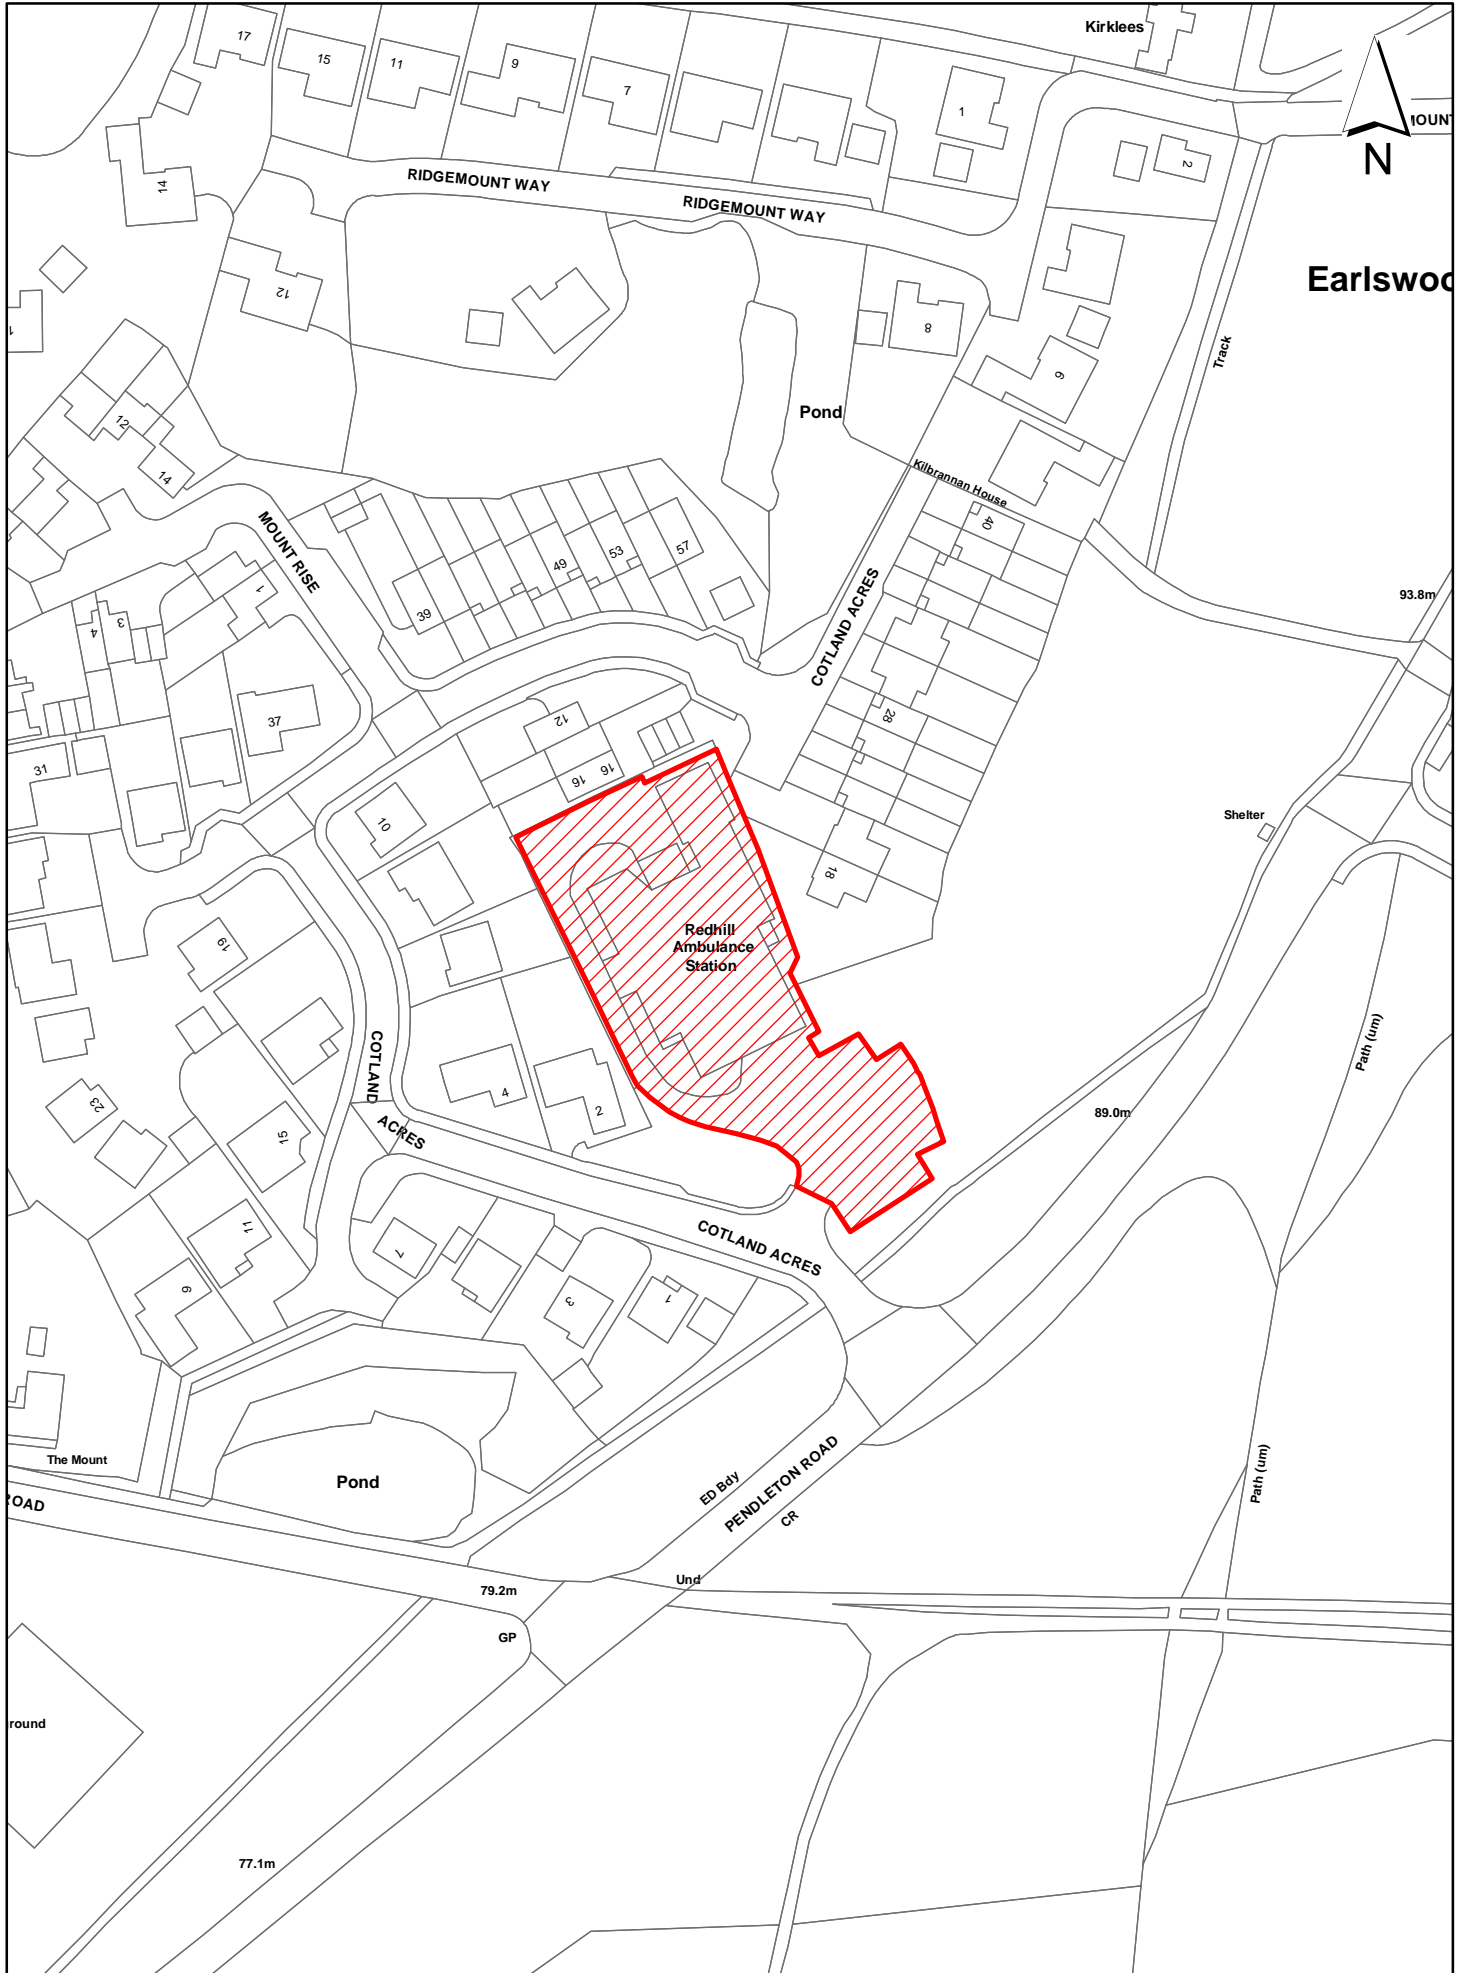 Kirklees
17
15
11
9
7
1
2
N
14
RIDGEMOUNT WAY
RIDGEMOUNT WAY
Earlswoo
12
8
6
Track
Pond
12
14
Kilbrannan House
40
MOUNT RISE
49
53
57
39
COTLAND ACRES
93.8m
1
3
4
37
12
28
31
16
16
10
Shelter
18
19
Redhill
Ambulance
Station
COTLAND
ACRES
4
2
Path (um)
23
15
89.0m
11
7
COTLAND ACRES
9
3
1
The Mount
Pond
ED Bdy
PENDLETON ROAD
CR
Path (um)
ROAD
79.2m
Und
GP
round
77.1m